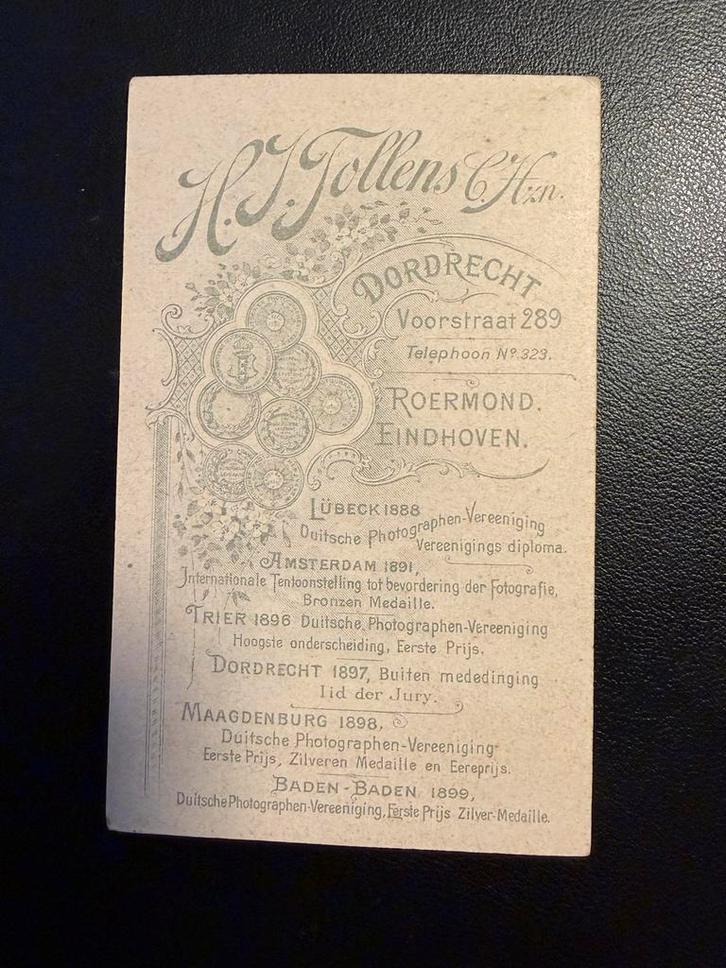 H. J. Tollens C. Hzn.
DORDRECHT
Voorstraat 289
Telephoon Nº 323.
ROERMOND.
EINDHOVEN.
LÜBECK 1888
Duitsche Photographen-Vereeniging
Vereenigings diploma.
AMSTERDAM 1891,
Internationale Tentoonstelling tot bevordering der Fotografie,
Bronzen Medaille.
TRIER 1896 Duitsche Photographen-Vereeniging
Hoogste onderscheiding, Eerste Prijs.
DORDRECHT 1897, Buiten mededinging
lid der Jury.
MAAGDENBURG 1898,
Duitsche Photographen-Vereeniging
Eerste Prijs, Zilveren Medaille en Eereprijs.
BADEN-BADEN 1899,
Duitsche Photographen-Vereeniging, Eerste Prijs Zilver-Medaille.